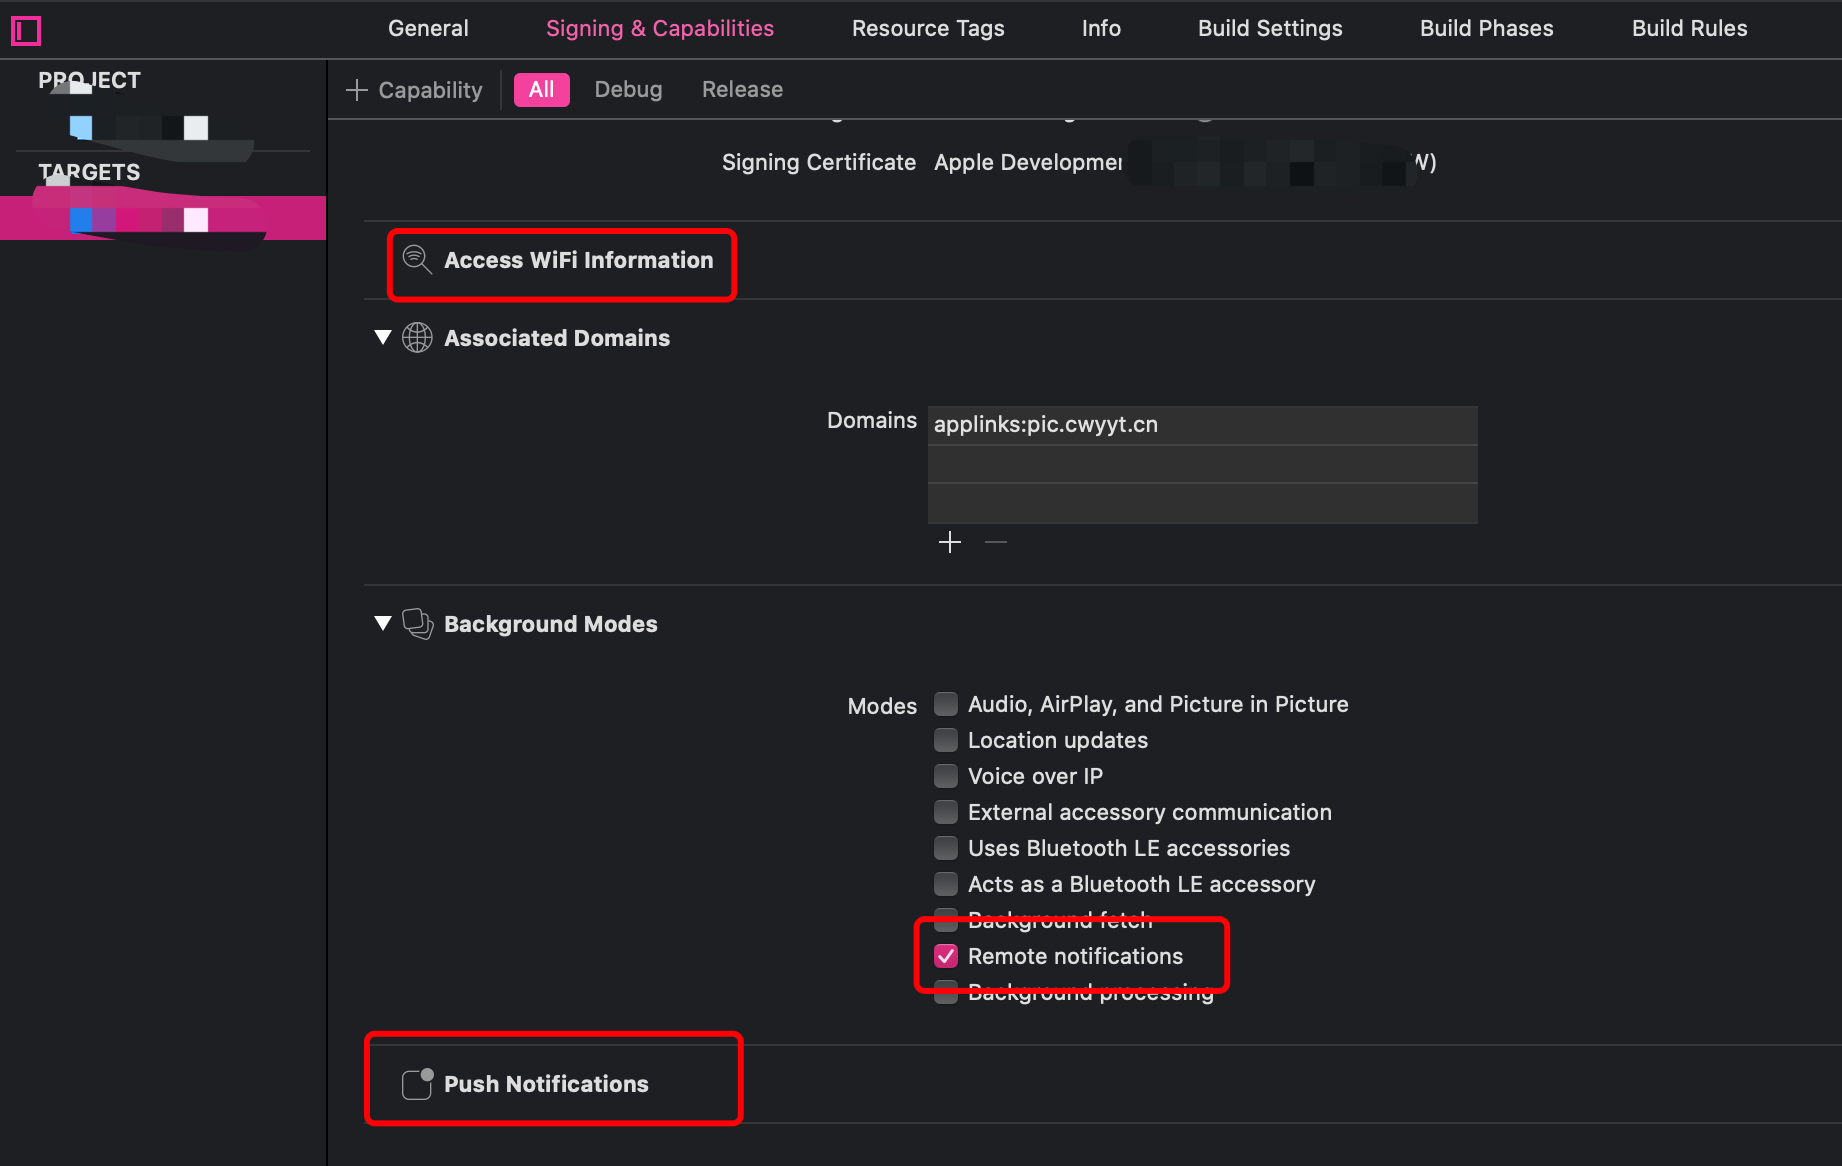 General Signing & Capabilities Resource Tags Info Build Settings Build Phases Build Rules
PROJECT
TARGETS
Capability All Debug Release
Signing Certificate Apple Developmen W)
Access WiFi Information
Associated Domains
Domains applinks:pic.cwyyt.cn
Background Modes
Modes Audio, AirPlay, and Picture in Picture
Location updates
Voice over IP
External accessory communication
Uses Bluetooth LE accessories
Acts as a Bluetooth LE accessory
Background fetch
Remote notifications
Background processing
Push Notifications